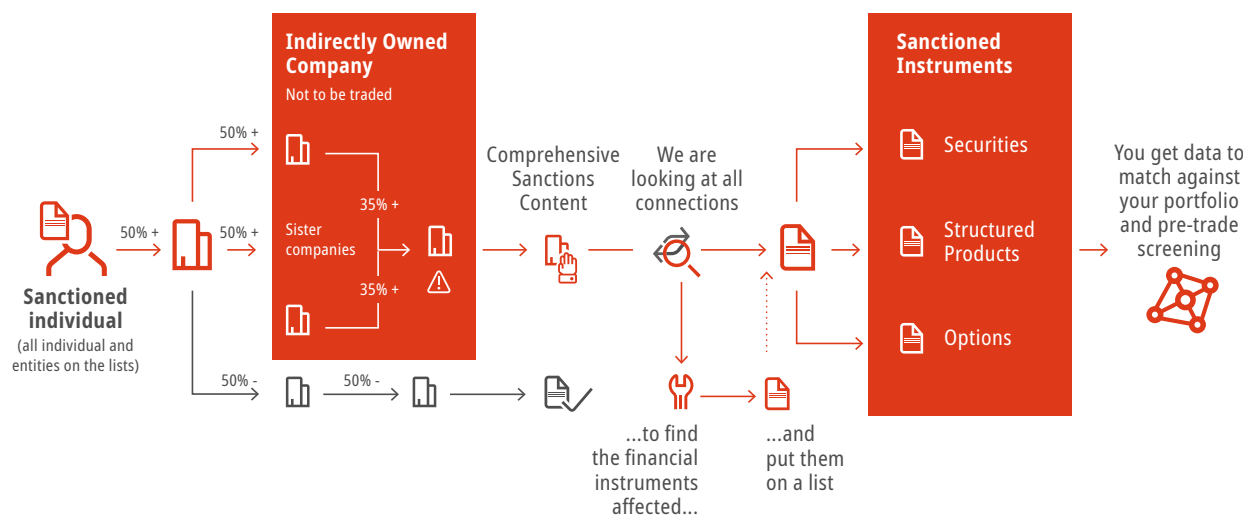 Sanctioned
individual
(all individual and
entities on the lists)
50% +
50% +
50% +
50% -
Indirectly Owned
Company
Not to be traded
Sister
companies
35% +
35% +
50% -
Comprehensive
Sanctions
Content
We are
looking at all
connections
...to find
the financial
instruments
affected...
...and
put them
on a list
Sanctioned
Instruments
Securities
Structured
Products
Options
You get data to
match against
your portfolio
and pre-trade
screening